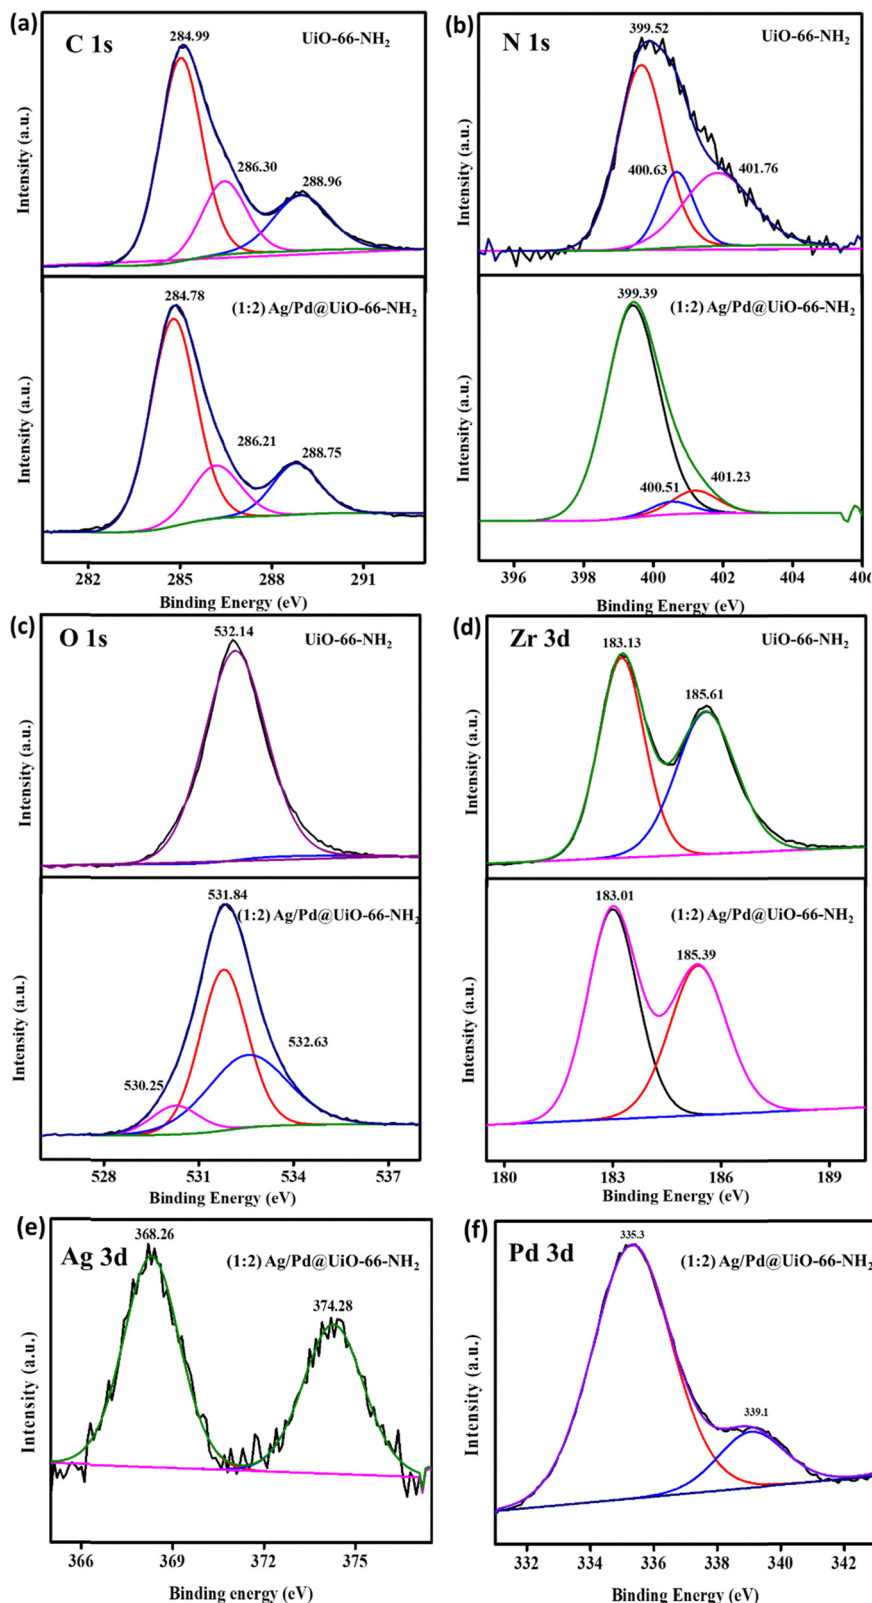 (a)
C 1s
284.99
UiO-66-NH2
286.30
288.96
Intensity (a.u.)
284.78
(1:2) Ag/Pd@UiO-66-NH2
286.21
288.75
Intensity (a.u.)
282 285 288 291
Binding Energy (eV)
(b)
N 1s
399.52
UiO-66-NH2
400.63
401.76
Intensity (a.u.)
399.39
(1:2) Ag/Pd@UiO-66-NH2
400.51
401.23
Intensity (a.u.)
396 398 400 402 404 406
Binding Energy (eV)
(c)
O 1s
532.14
UiO-66-NH2
Intensity (a.u.)
531.84
(1:2) Ag/Pd@UiO-66-NH2
530.25
532.63
Intensity (a.u.)
528 531 534 537
Binding Energy (eV)
(d)
Zr 3d
183.13
UiO-66-NH2
185.61
Intensity (a.u.)
183.01
(1:2) Ag/Pd@UiO-66-NH2
185.39
Intensity (a.u.)
180 183 186 189
Binding Energy (eV)
(e)
Ag 3d
368.26
(1:2) Ag/Pd@UiO-66-NH2
374.28
Intensity (a.u.)
366 369 372 375
Binding energy (eV)
(f)
Pd 3d
335.3
(1:2) Ag/Pd@UiO-66-NH2
339.1
Intensity (a.u.)
332 334 336 338 340 342
Binding Energy (eV)